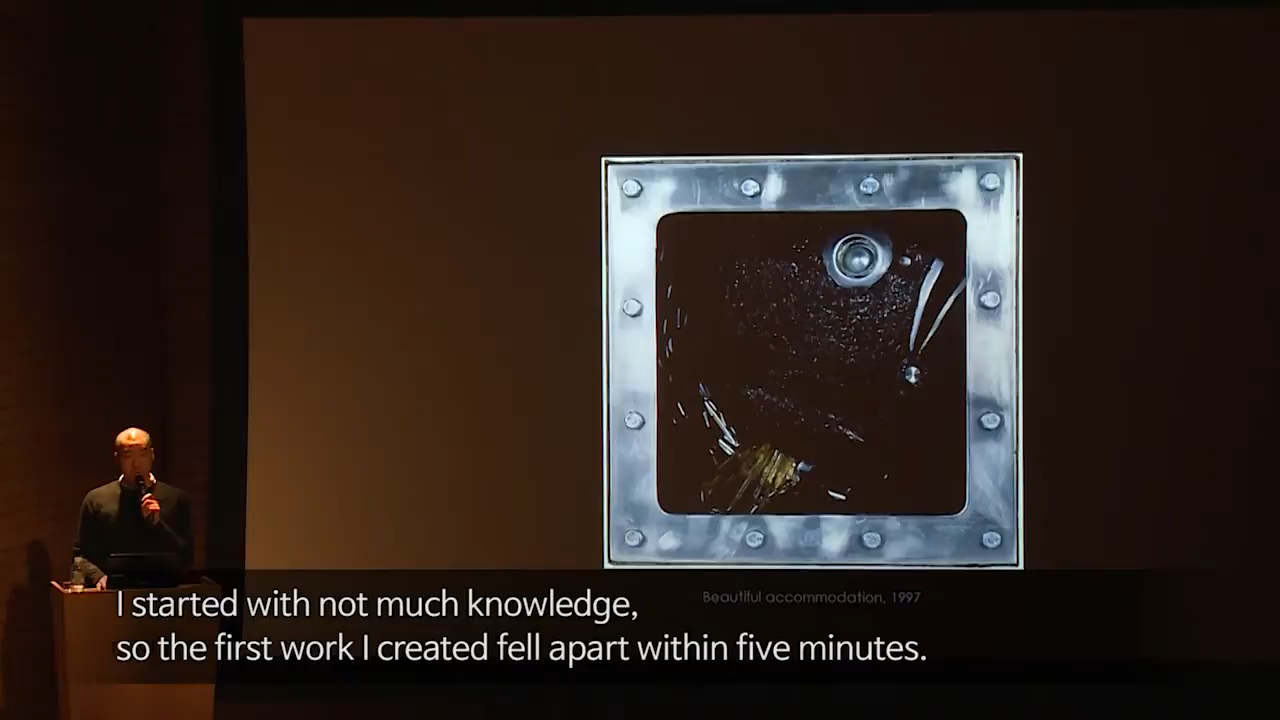 Beautiful accommodation, 1997
I started with not much knowledge,
so the first work I created fell apart within five minutes.